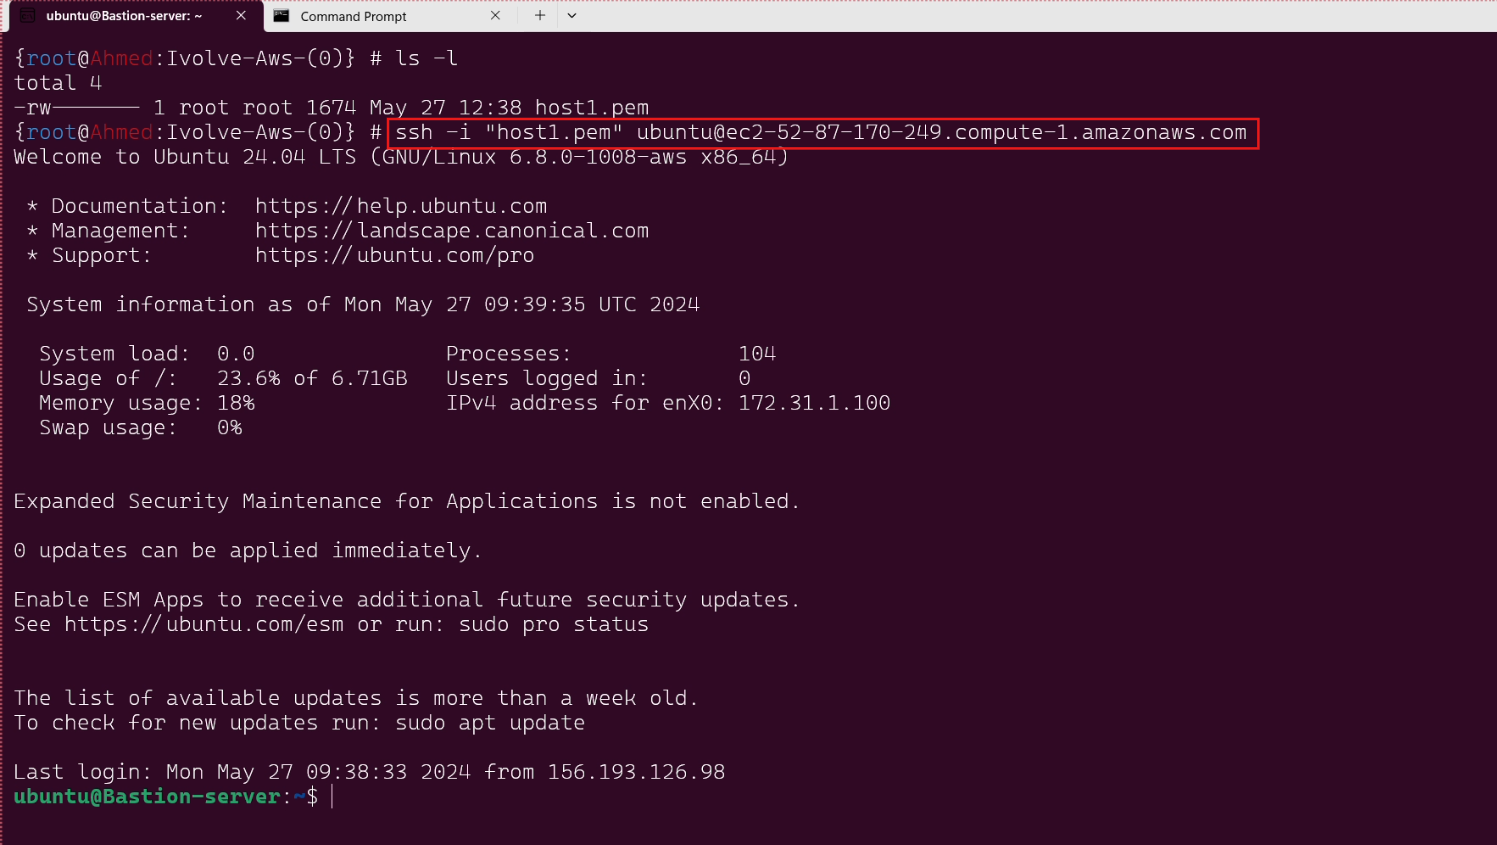 ubuntu@Bastion-server: ~
Command Prompt
{root@Ahmed:Ivolve-Aws-(0)} # ls -l
total 4
-rw------- 1 root root 1674 May 27 12:38 host1.pem
{root@Ahmed:Ivolve-Aws-(0)} # ssh -i "host1.pem" ubuntu@ec2-52-87-170-249.compute-1.amazonaws.com
Welcome to Ubuntu 24.04 LTS (GNU/Linux 6.8.0-1008-aws x86_64)
* Documentation:  https://help.ubuntu.com
* Management:     https://landscape.canonical.com
* Support:        https://ubuntu.com/pro
System information as of Mon May 27 09:39:35 UTC 2024
System load:  0.0               Processes:             104
Usage of /:   23.6% of 6.71GB   Users logged in:       0
Memory usage: 18%               IPv4 address for enX0: 172.31.1.100
Swap usage:   0%
Expanded Security Maintenance for Applications is not enabled.
0 updates can be applied immediately.
Enable ESM Apps to receive additional future security updates.
See https://ubuntu.com/esm or run: sudo pro status
The list of available updates is more than a week old.
To check for new updates run: sudo apt update
Last login: Mon May 27 09:38:33 2024 from 156.193.126.98
ubuntu@Bastion-server:~$